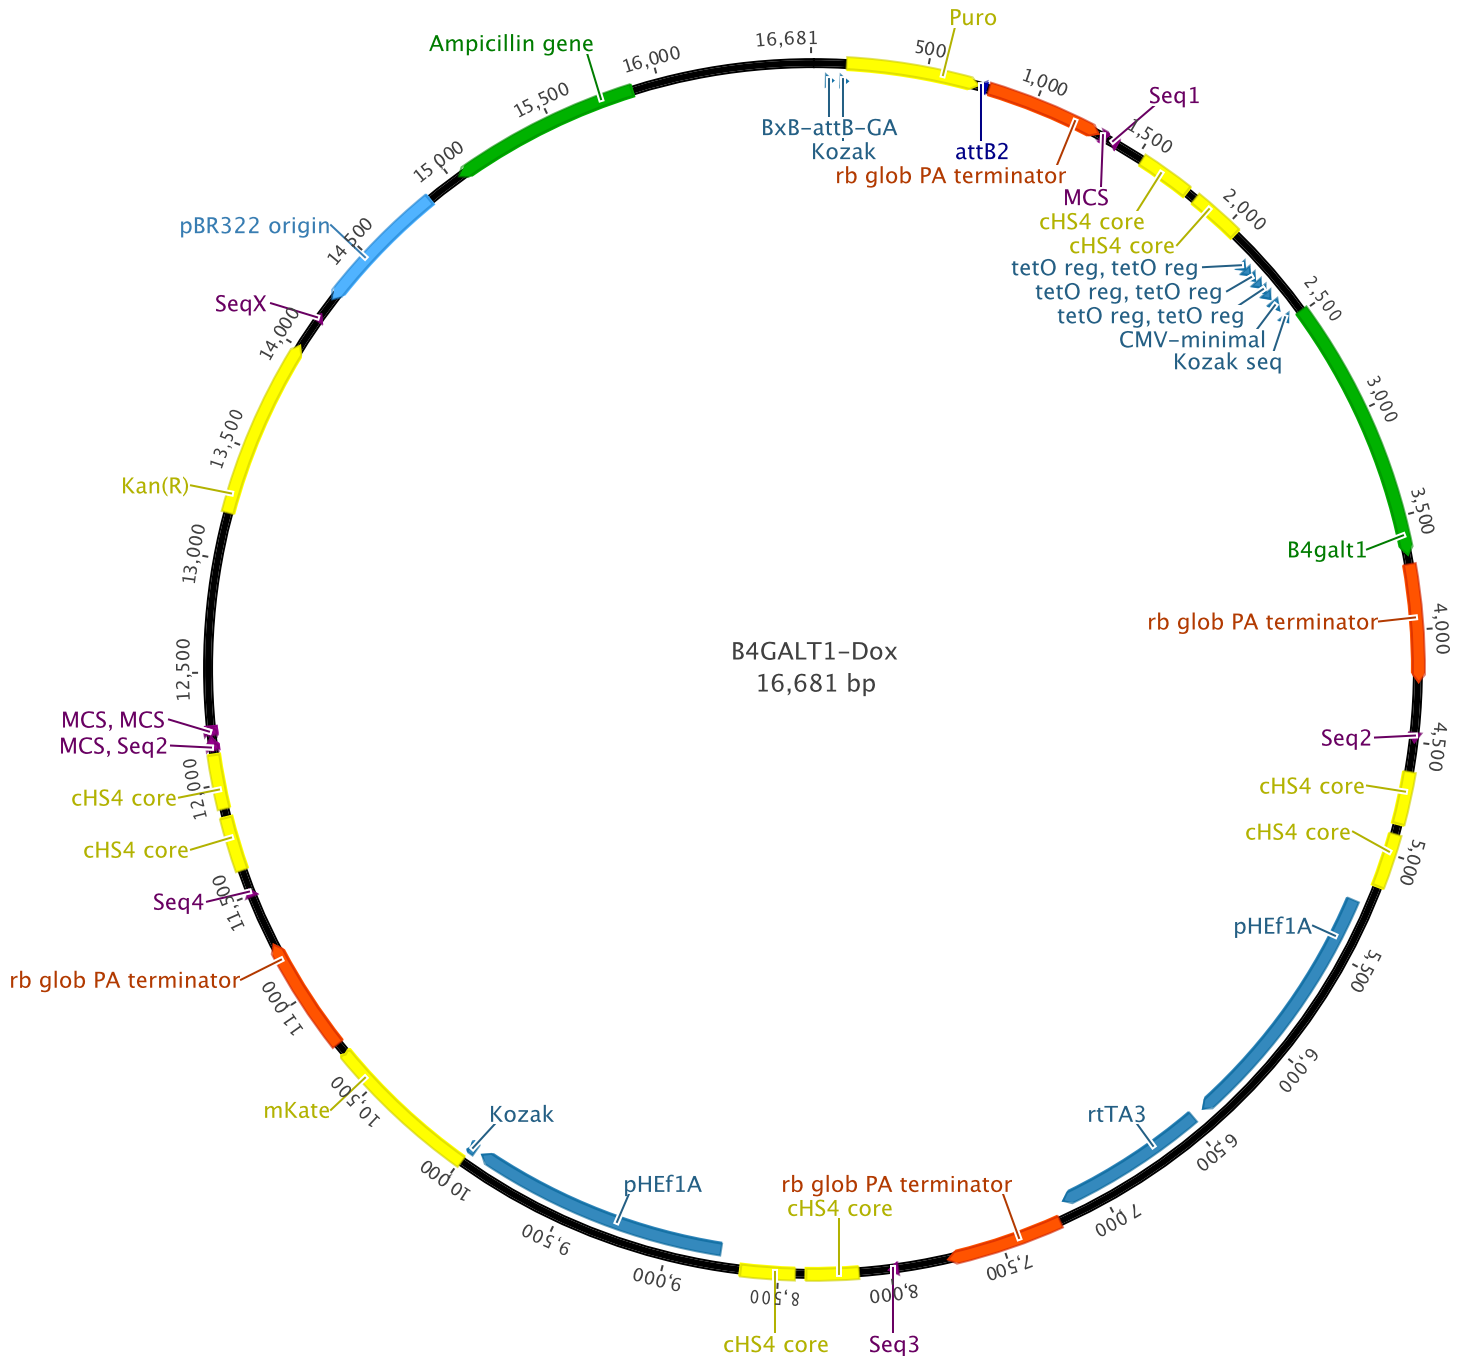 Puro
Ampicillin gene
16,681
500
16,000
1,000
15,500
Seq1
BxB-attB-GA
1,500
Kozak
attB2
15,000
rb glob PA terminator
MCS
2,000
pBR322 origin
cHS4 core
14,500
cHS4 core
tetO reg, tetO reg
tetO reg, tetO reg
2,500
SeqX
tetO reg, tetO reg
14,000
CMV-minimal
Kozak seq
3,000
13,500
Kan(R)
3,500
B4galt1
13,000
rb glob PA terminator
4,000
B4GALT1-Dox
12,500
16,681 bp
MCS, MCS
Seq2
4,500
MCS, Seq2
12,000
cHS4 core
cHS4 core
cHS4 core
cHS4 core
5,000
Seq4
11,500
pHEf1A
5,500
rb glob PA terminator
11,000
6,000
10,500
mKate
Kozak
rtTA3
6,500
10,000
pHEf1A
rb glob PA terminator
cHS4 core
7,000
9,500
7,500
9,000
8,500
8,000
cHS4 core
Seq3